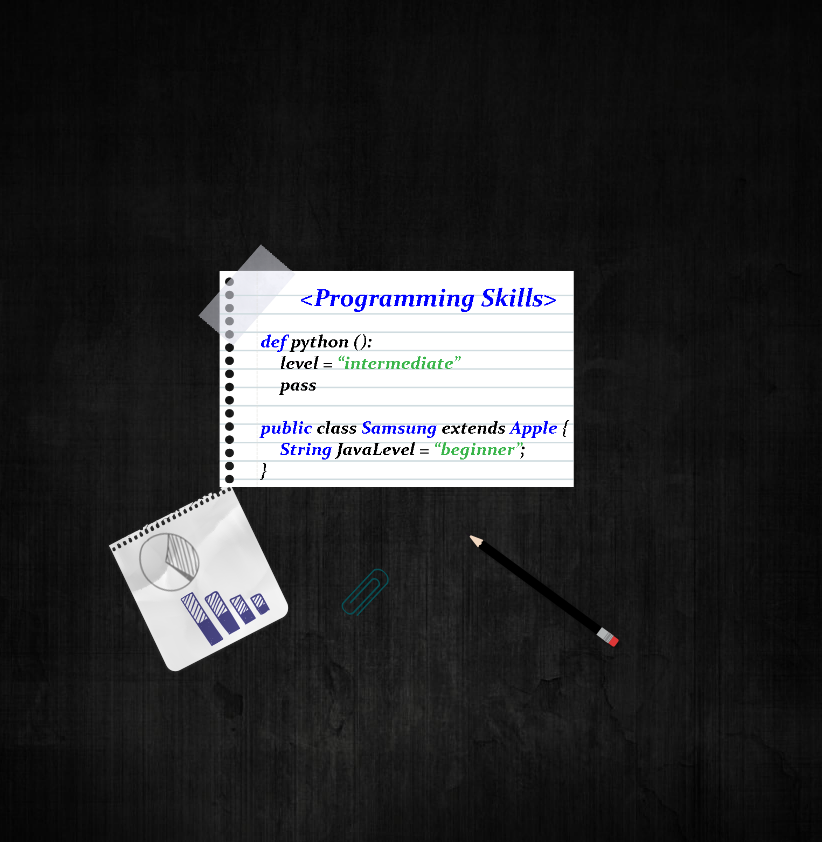 <Programming Skills>
def python ():
level = “intermediate”
pass
public class Samsung extends Apple {
String JavaLevel = “beginner”;
}